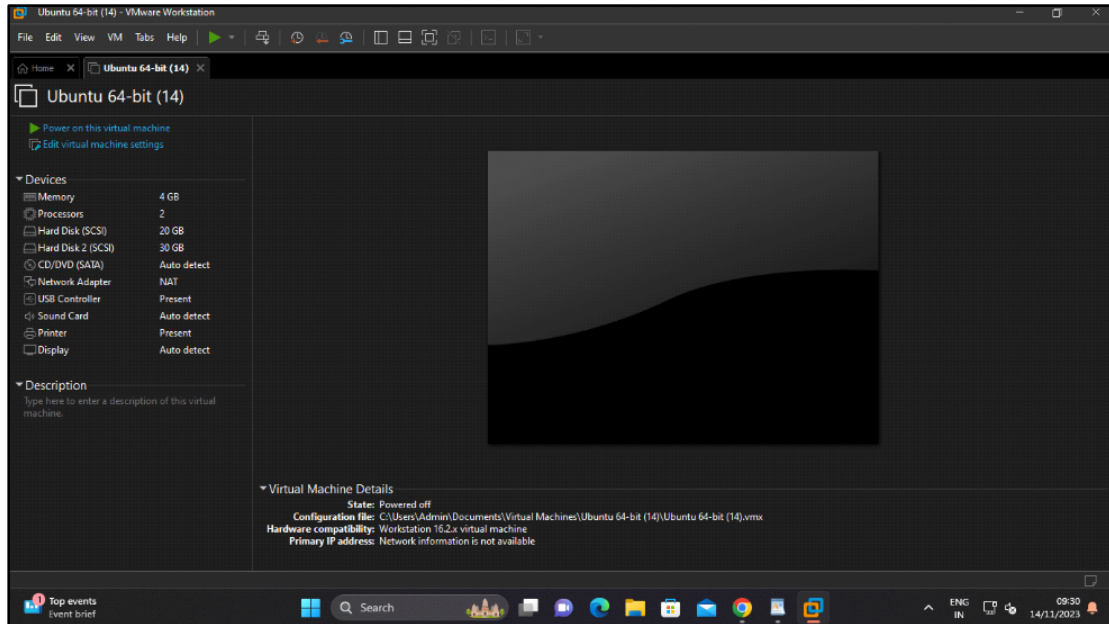 Ubuntu 64-bit (14) - VMware Workstation
File Edit View VM Tabs Help
Home Ubuntu 64-bit (14)
Ubuntu 64-bit (14)
Power on this virtual machine
Edit virtual machine settings
Devices
Memory 4 GB
Processors 2
Hard Disk (SCSI) 20 GB
Hard Disk 2 (SCSI) 30 GB
CD/DVD (SATA) Auto detect
Network Adapter NAT
USB Controller Present
Sound Card Auto detect
Printer Present
Display Auto detect
Description
Type here to enter a description of this virtual
machine.
Virtual Machine Details
State: Powered off
Configuration file: C:\Users\Admin\Documents\Virtual Machines\Ubuntu 64-bit (14)\Ubuntu 64-bit (14).vmx
Hardware compatibility: Workstation 16.2.x virtual machine
Primary IP address: Network information is not available
1
Top events
Event brief
Search
ENG
IN
09:30
14/11/2023